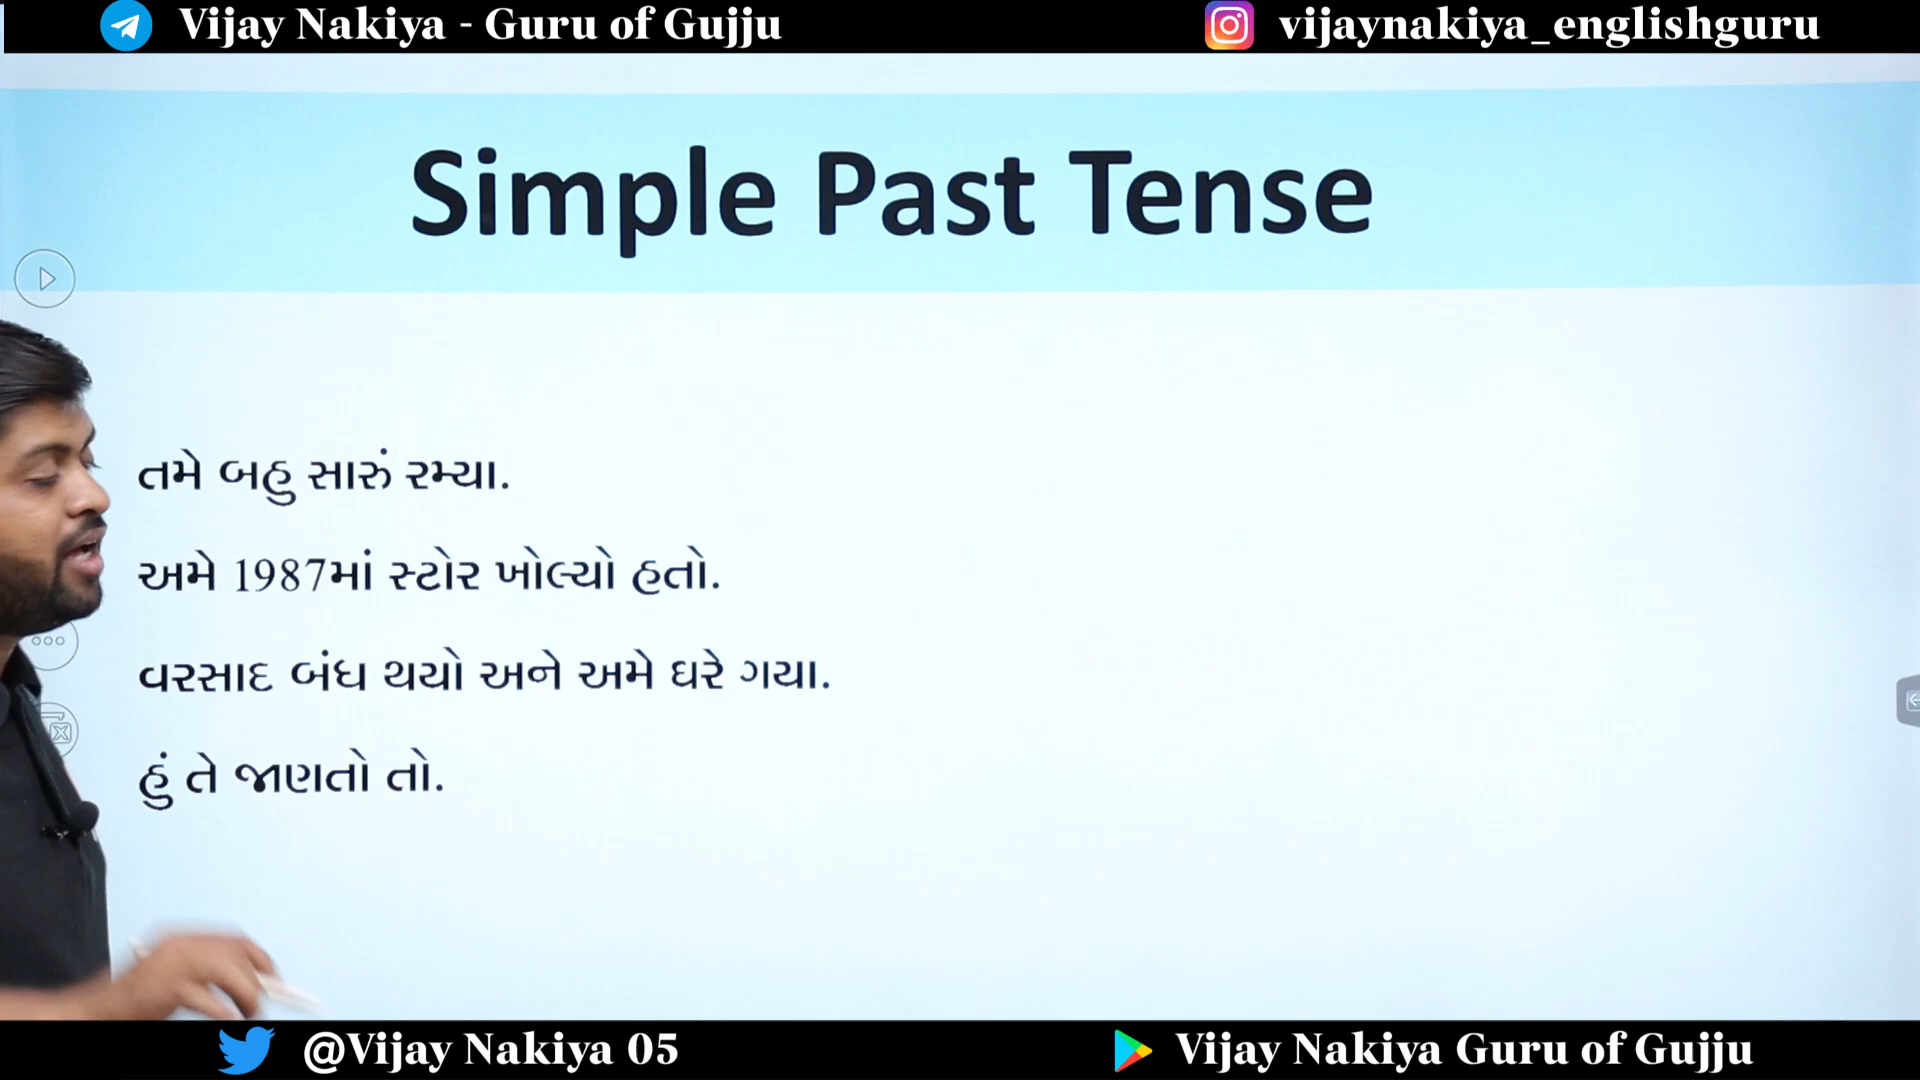 Vijay Nakiya - Guru of Gujju
vijaynakiya_englishguru
Simple Past Tense
તમે બહુ સારું રમ્યા.
અમે 1987માં સ્ટોર ખોલ્યો હતો.
વરસાદ બંધ થયો અને અમે ઘરે ગયા.
હું તે જાણતો તો.
@Vijay Nakiya 05
Vijay Nakiya Guru of Gujju